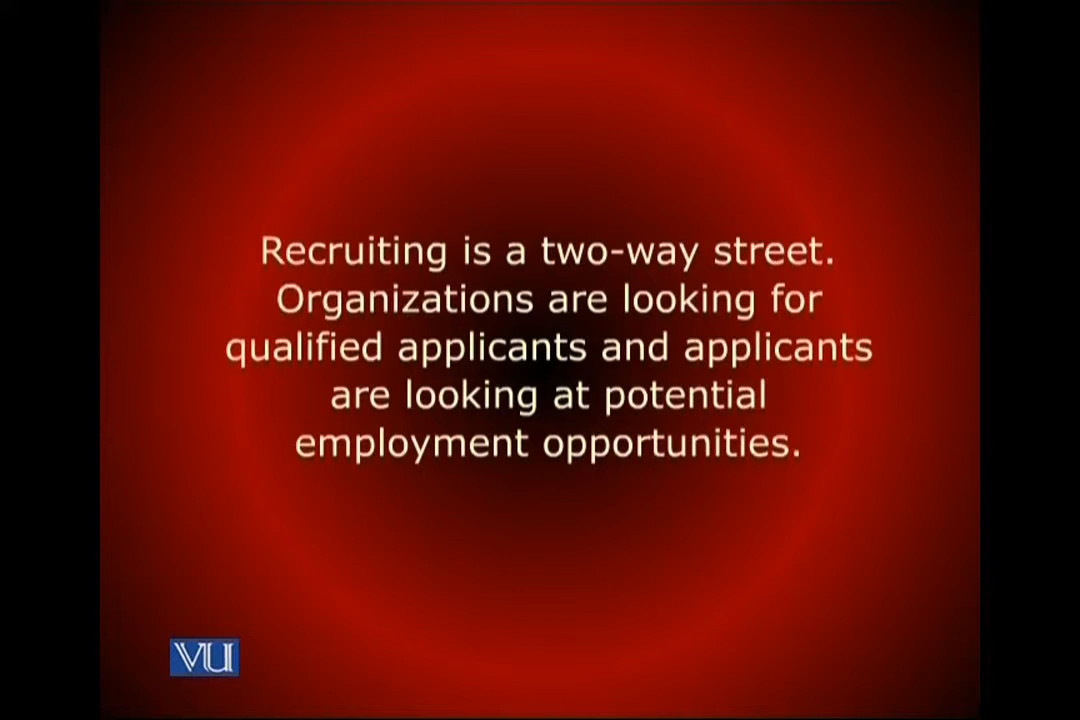 Recruiting is a two-way street.
Organizations are looking for
qualified applicants and applicants
are looking at potential
employment opportunities.
VU